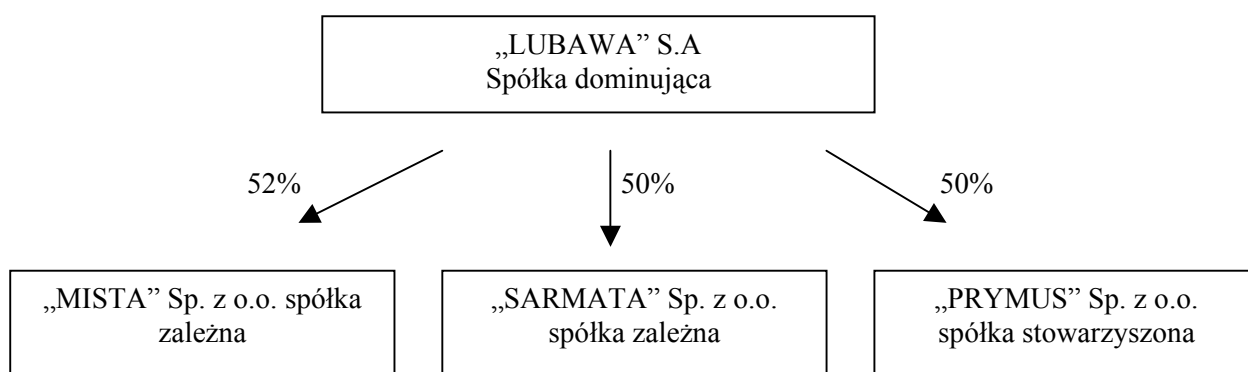 „LUBAWA” S.A
Spółka dominująca
52%
50%
50%
„MISTA” Sp. z o.o. spółka
zależna
„SARMATA” Sp. z o.o.
spółka zależna
„PRYMUS” Sp. z o.o.
spółka stowarzyszona